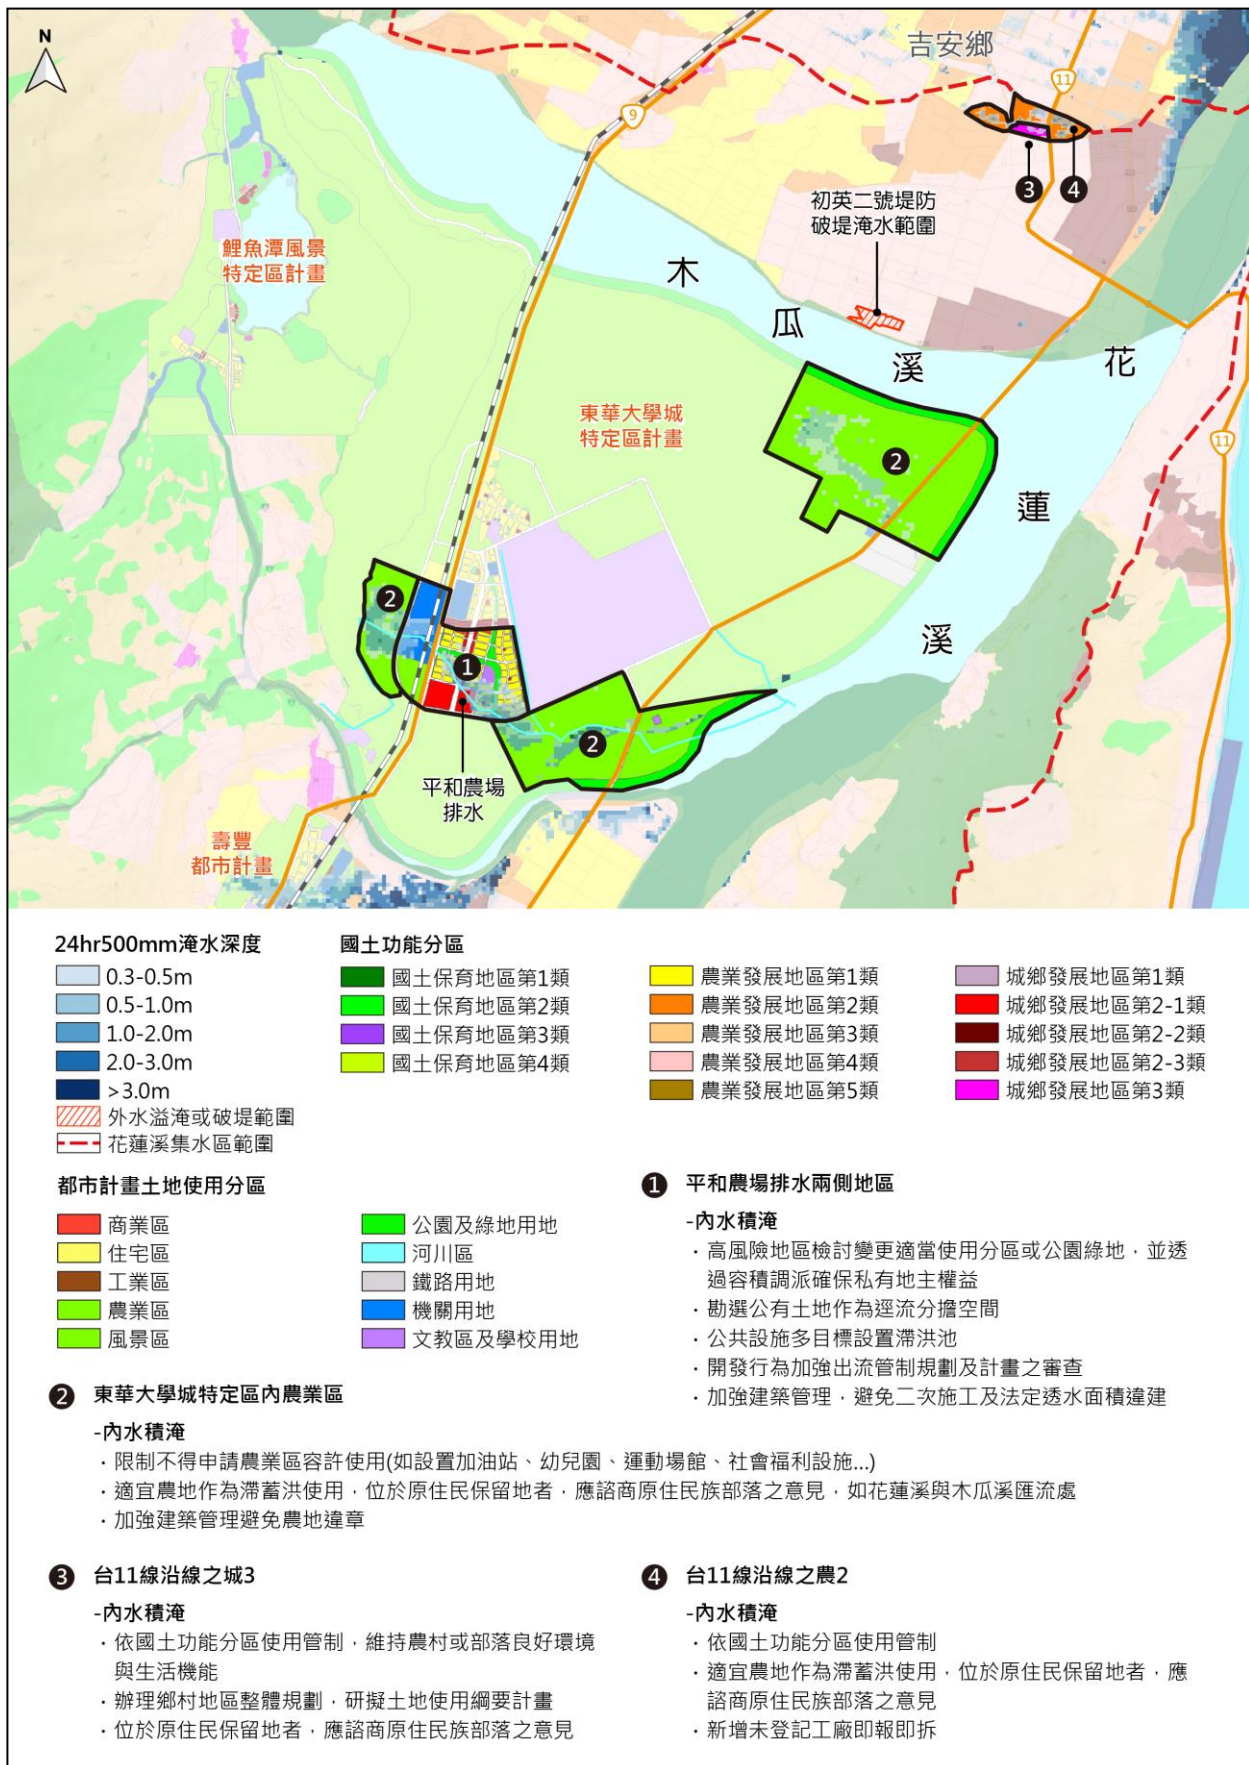 N
吉安鄉
11
9
3
4
初英二號堤防
破堤淹水範圍
鯉魚潭風景
特定區計畫
木
瓜
溪
花
東華大學城
特定區計畫
11
2
蓮
2
溪
1
2
平和農場
排水
壽豐
都市計畫
24hr500mm淹水深度
0.3-0.5m
0.5-1.0m
1.0-2.0m
2.0-3.0m
>3.0m
外水溢淹或破堤範圍
花蓮溪集水區範圍
國土功能分區
國土保育地區第1類
國土保育地區第2類
國土保育地區第3類
國土保育地區第4類
農業發展地區第1類
農業發展地區第2類
農業發展地區第3類
農業發展地區第4類
農業發展地區第5類
城鄉發展地區第1類
城鄉發展地區第2-1類
城鄉發展地區第2-2類
城鄉發展地區第2-3類
城鄉發展地區第3類
都市計畫土地使用分區
商業區
住宅區
工業區
農業區
風景區
公園及綠地用地
河川區
鐵路用地
機關用地
文教區及學校用地
1 平和農場排水兩側地區
-內水積淹
・高風險地區檢討變更適當使用分區或公園綠地，並透
過容積調派確保私有地主權益
・勘選公有土地作為逕流分擔空間
・公共設施多目標設置滯洪池
・開發行為加強出流管制規劃及計畫之審查
・加強建築管理，避免二次施工及法定透水面積違建
2 東華大學城特定區內農業區
-內水積淹
・限制不得申請農業區容許使用(如設置加油站、幼兒園、運動場館、社會福利設施...)
・適宜農地作為滯蓄洪使用，位於原住民保留地者，應諮商原住民族部落之意見，如花蓮溪與木瓜溪匯流處
・加強建築管理避免農地違章
3 台11線沿線之城3
-內水積淹
・依國土功能分區使用管制，維持農村或部落良好環境
與生活機能
・辦理鄉村地區整體規劃，研擬土地使用綱要計畫
・位於原住民保留地者，應諮商原住民族部落之意見
4 台11線沿線之農2
-內水積淹
・依國土功能分區使用管制
・適宜農地作為滯蓄洪使用，位於原住民保留地者，應
諮商原住民族部落之意見
・新增未登記工廠即報即拆